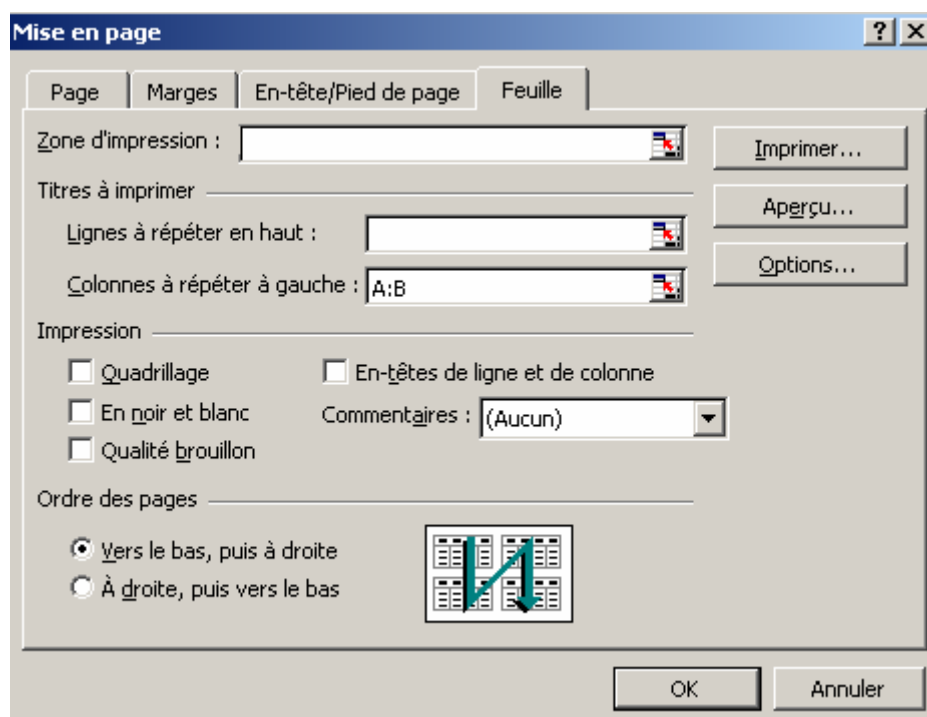 Mise en page
Page Marges En-tête/Pied de page Feuille
Zone d'impression :
Imprimer...
Titres à imprimer
Aperçu...
Lignes à répéter en haut :
Options...
Colonnes à répéter à gauche : A:B
Impression
Quadrillage En-têtes de ligne et de colonne
En noir et blanc Commentaires : (Aucun)
Qualité brouillon
Ordre des pages
Vers le bas, puis à droite
À droite, puis vers le bas
OK Annuler